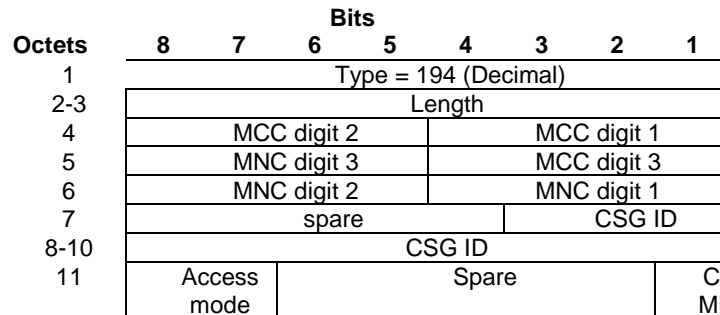 Bits
Octets 8 7 6 5 4 3 2 1
1 Type = 194 (Decimal)
2-3 Length
4 MCC digit 2 MCC digit 1
5 MNC digit 3 MCC digit 3
6 MNC digit 2 MNC digit 1
7 spare CSG ID
8-10 CSG ID
11 Access Spare
mode